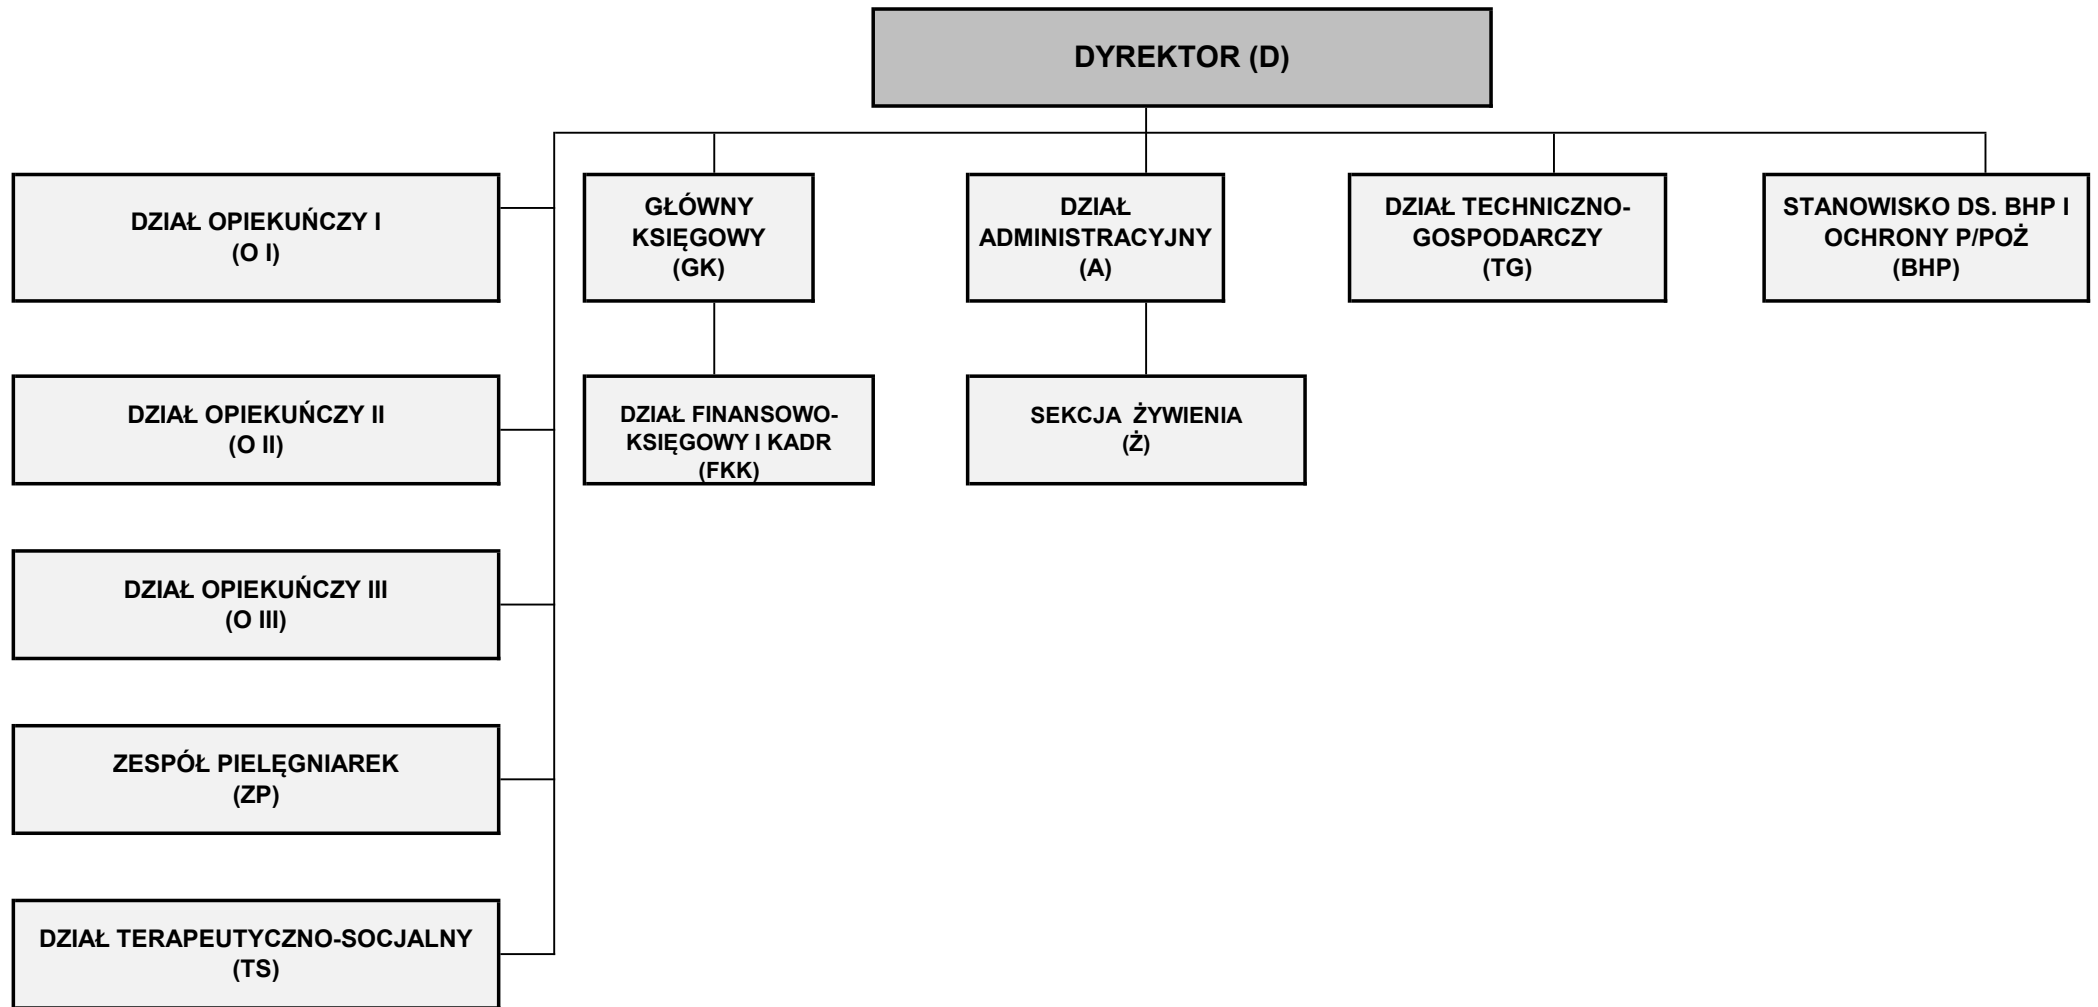 DYREKTOR (D)
DZIAŁ OPIEKUŃCZY I
(O I)
GŁÓWNY
KSIĘGOWY
(GK)
DZIAŁ
ADMINISTRACYJNY
(A)
DZIAŁ TECHNICZNO-
GOSPODARCZY
(TG)
STANOWISKO DS. BHP I
OCHRONY P/POŻ
(BHP)
DZIAŁ OPIEKUŃCZY II
(O II)
DZIAŁ FINANSOWO-
KSIĘGOWY I KADR
(FKK)
SEKCJA  ŻYWIENIA
(Ż)
DZIAŁ OPIEKUŃCZY III
(O III)
ZESPÓŁ PIELĘGNIAREK
(ZP)
DZIAŁ TERAPEUTYCZNO-SOCJALNY
(TS)